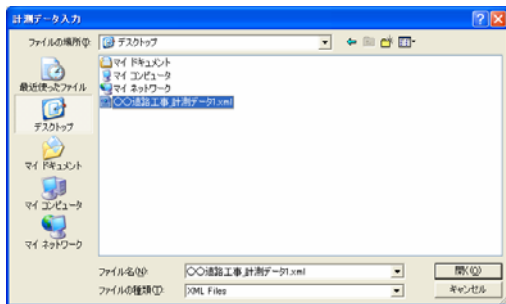 計測データ入力
ファイルの場所(I):
デスクトップ
マイ ドキュメント
マイ コンピュータ
マイ ネットワーク
〇〇道路工事_計測データ1.xml
最近使ったファイル
デスクトップ
マイ ドキュメント
マイ コンピュータ
マイ ネットワーク
ファイル名(N):
〇〇道路工事_計測データ1.xml
開く(O)
ファイルの種類(T):
XML Files
キャンセル